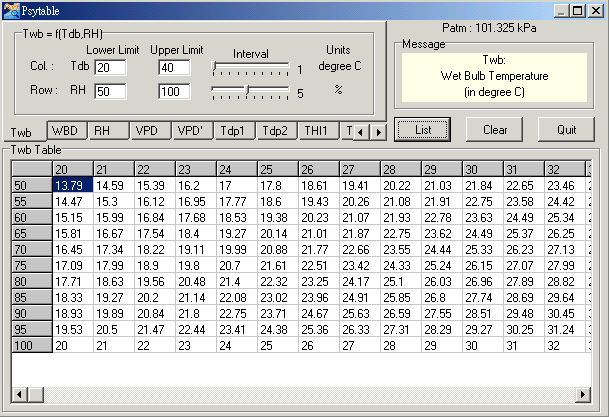 Psytable
Twb = f(Tdb,RH)
Lower Limit Upper Limit Interval Units
Col. : Tdb 20 40 1 degree C
Row : RH 50 100 5 %
Patm : 101.325 kPa
Message
Twb:
Wet Bulb Temperature
(in degree C)
Twb WBD RH VPD VPD' Tdp1 Tdp2 THI1
List Clear Quit
Twb Table
20 21 22 23 24 25 26 27 28 29 30 31 32
50 13.79 14.59 15.39 16.2 17 17.8 18.61 19.41 20.22 21.03 21.84 22.65 23.46
55 14.47 15.3 16.12 16.95 17.77 18.6 19.43 20.26 21.08 21.91 22.75 23.58 24.42
60 15.15 15.99 16.84 17.68 18.53 19.38 20.23 21.07 21.93 22.78 23.63 24.49 25.34
65 15.81 16.67 17.54 18.4 19.27 20.14 21.01 21.87 22.75 23.62 24.49 25.37 26.25
70 16.45 17.34 18.22 19.11 19.99 20.88 21.77 22.66 23.55 24.44 25.33 26.23 27.13
75 17.09 17.99 18.9 19.8 20.7 21.61 22.51 23.42 24.33 25.24 26.15 27.07 27.99
80 17.71 18.63 19.56 20.48 21.4 22.32 23.25 24.17 25.1 26.03 26.96 27.89 28.82
85 18.33 19.27 20.2 21.14 22.08 23.02 23.96 24.91 25.85 26.8 27.74 28.69 29.64
90 18.93 19.89 20.84 21.8 22.75 23.71 24.67 25.63 26.59 27.55 28.51 29.48 30.45
95 19.53 20.5 21.47 22.44 23.41 24.38 25.36 26.33 27.31 28.29 29.27 30.25 31.24
100 20 21 22 23 24 25 26 27 28 29 30 31 32